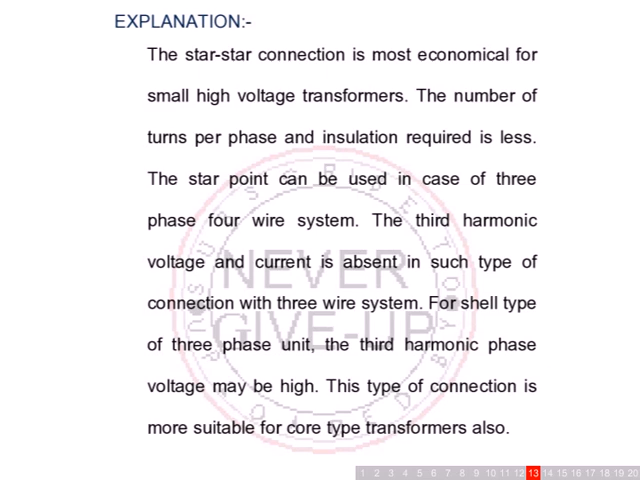 EXPLANATION:-
The star-star connection is most economical for
small high voltage transformers. The number of
turns per phase and insulation required is less.
The star point can be used in case of three
phase four wire system. The third harmonic
voltage and current is absent in such type of
connection with three wire system. For shell type
of three phase unit, the third harmonic phase
voltage may be high. This type of connection is
more suitable for core type transformers also.
NEVER
GIVE-UP
1 2 3 4 5 6 7 8 9 10 11 12 13 14 15 16 17 18 19 20